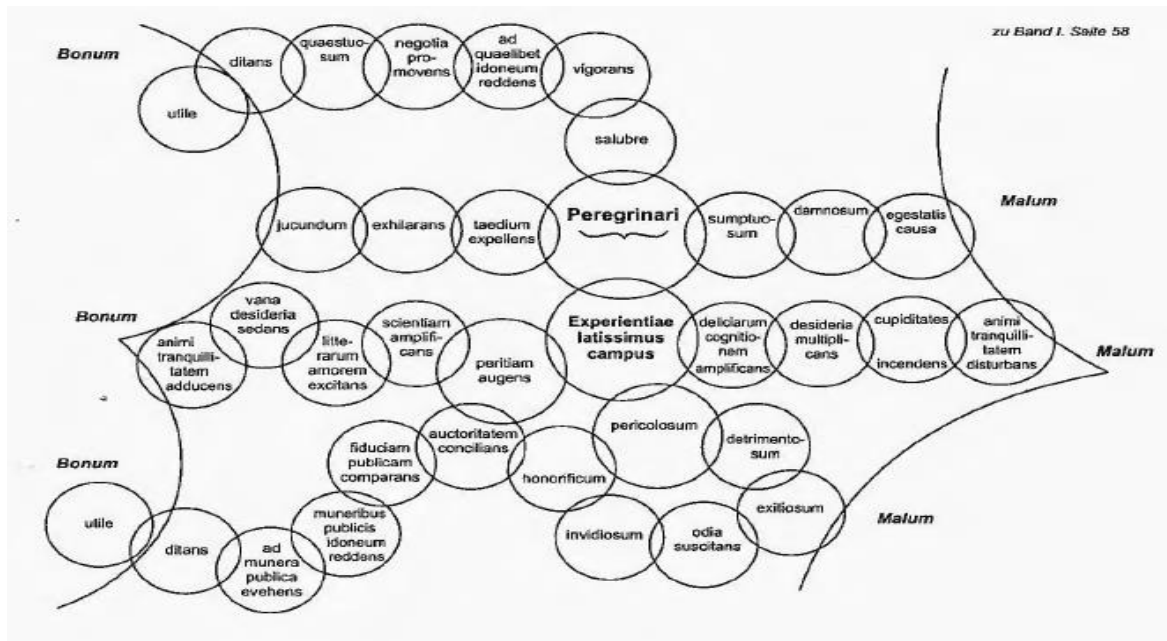 zu Band I. Seite 58
Bonum
ditans
quaestuo-
sum
negotia
pro-
movens
ad
quaelibet
idoneum
reddens
vigorans
utile
salubre
Malum
jucundum
exhilarans
taedium
expellens
Peregrinari
sumptuo-
sum
damnosum
egestatis
causa
Bonum
animi
tranquilli-
tatem
adducens
vana
desideria
sedans
litte-
rarum
amorem
excitans
scientiam
amplifi-
cans
peritiam
augens
Experientiae
latissimus
campus
deliciarum
cognitio-
nem
amplificans
desideria
multipli-
cans
cupiditates
incendens
animi
tranquilli-
tatem
disturbans
Malum
Bonum
fiduciam
publicam
comparans
auctoritatem
concilians
honorificum
pericolosum
detrimento-
sum
utile
ditans
ad
munera
publica
evehens
muneribus
publicis
idoneum
reddens
invidiosum
odia
suscitans
exitiosum
Malum